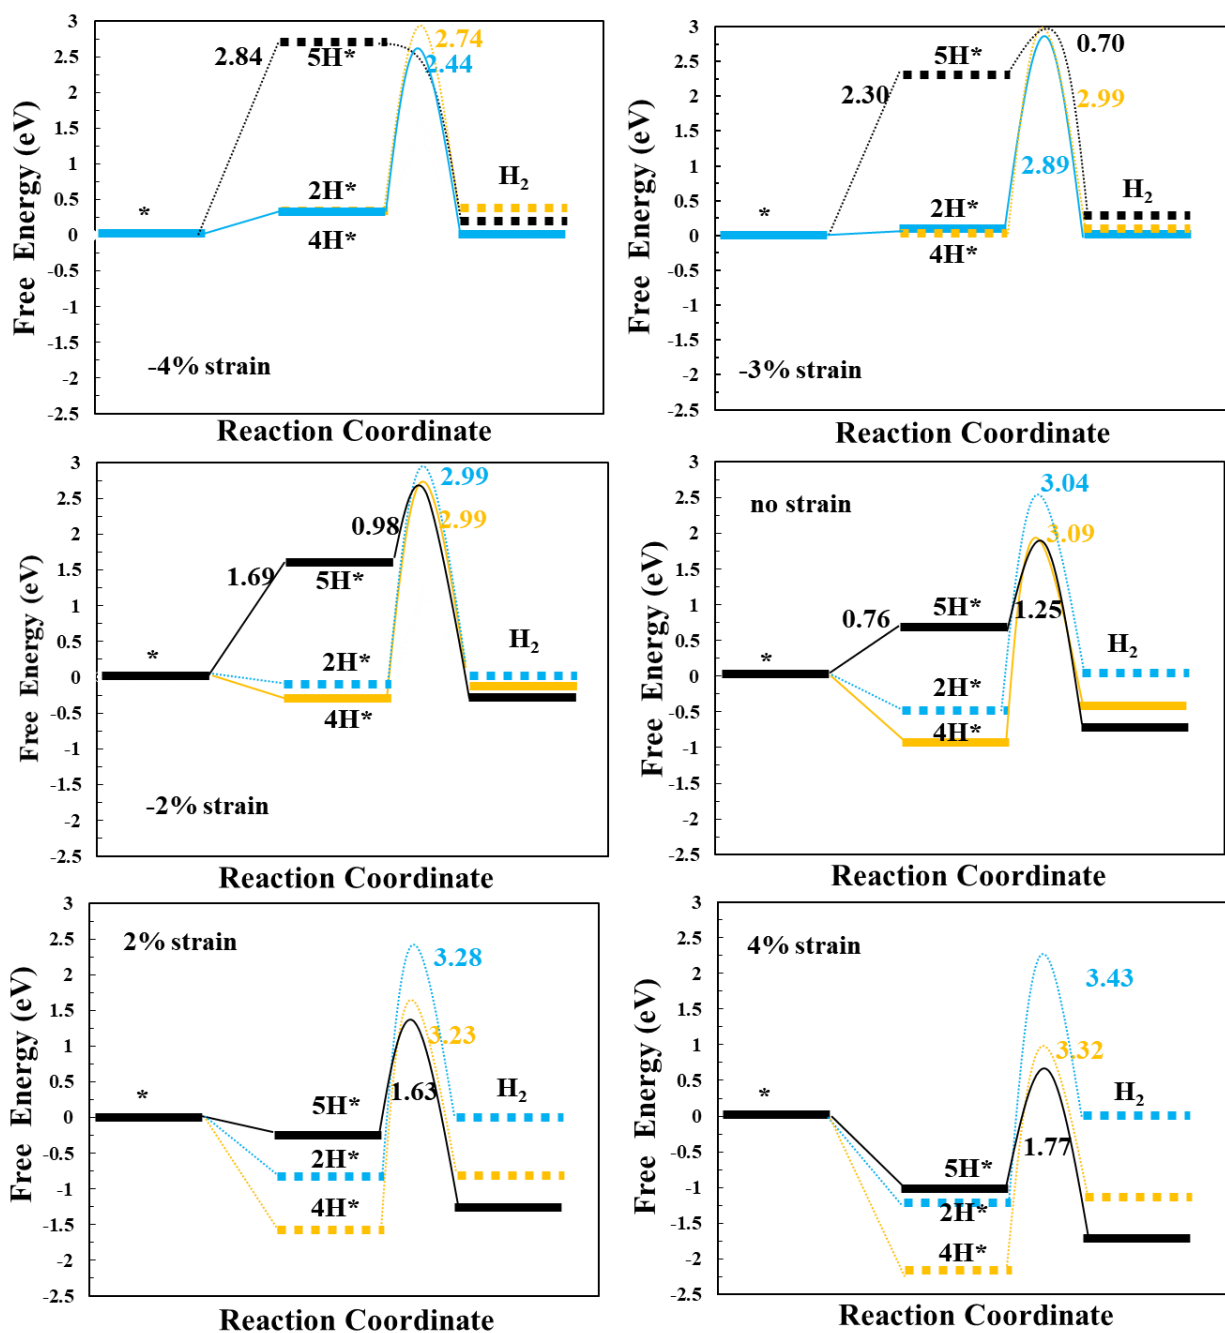 3
2.5
2
1.5
1
0.5
0
-0.5
-1
-1.5
-2
-2.5
Free Energy (eV)
2.84
5H*
2.74
2.44
*
2H*
4H*
H2
-4% strain
Reaction Coordinate
3
2.5
2
1.5
1
0.5
0
-0.5
-1
-1.5
-2
-2.5
Free Energy (eV)
2.30
5H*
0.70
2.99
2.89
*
2H*
4H*
H2
-3% strain
Reaction Coordinate
3
2.5
2
1.5
1
0.5
0
-0.5
-1
-1.5
-2
-2.5
Free Energy (eV)
1.69
5H*
0.98
2.99
2.99
*
2H*
4H*
H2
-2% strain
Reaction Coordinate
3
2.5
2
1.5
1
0.5
0
-0.5
-1
-1.5
-2
-2.5
Free Energy (eV)
no strain
3.04
3.09
0.76
5H*
1.25
*
2H*
4H*
H2
Reaction Coordinate
3
2.5
2
1.5
1
0.5
0
-0.5
-1
-1.5
-2
-2.5
Free Energy (eV)
2% strain
3.28
3.23
1.63
*
5H*
2H*
4H*
H2
Reaction Coordinate
3
2.5
2
1.5
1
0.5
0
-0.5
-1
-1.5
-2
-2.5
Free Energy (eV)
4% strain
3.43
3.32
1.77
*
5H*
2H*
4H*
H2
Reaction Coordinate